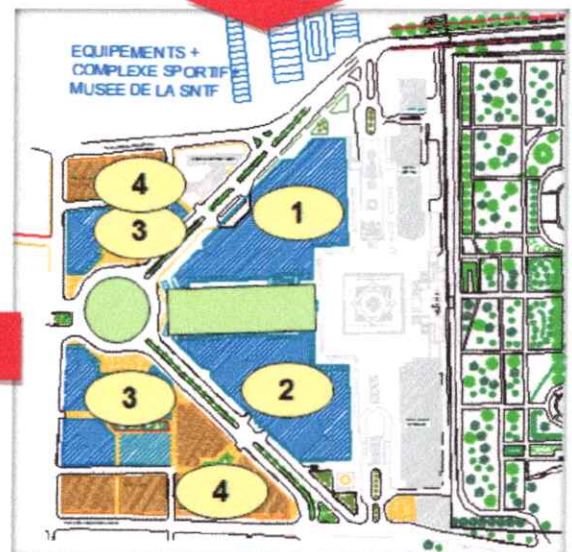 EQUIPEMENTS +
COMPLEXE SPORTIF
MUSEE DE LA SNTF
4
1
3
3
2
4